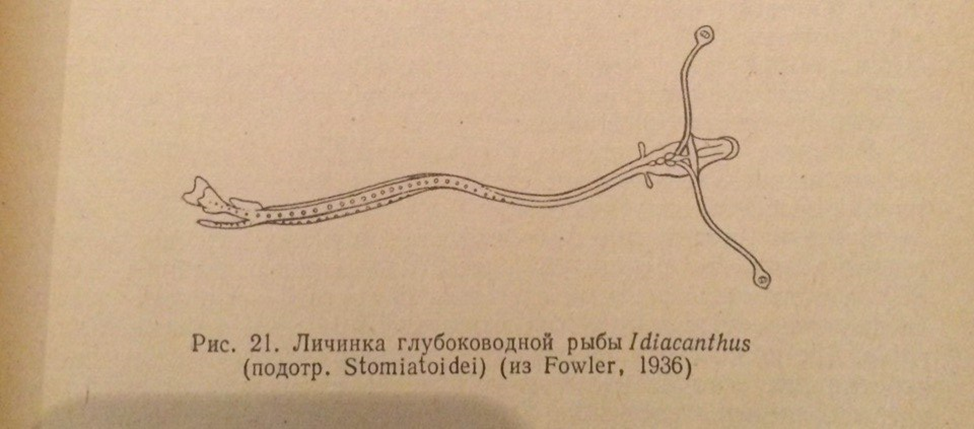 Рис. 21. Личинка глубоководной рыбы Idiacanthus
(подотр. Stomiatoidei) (из Fowler, 1936)